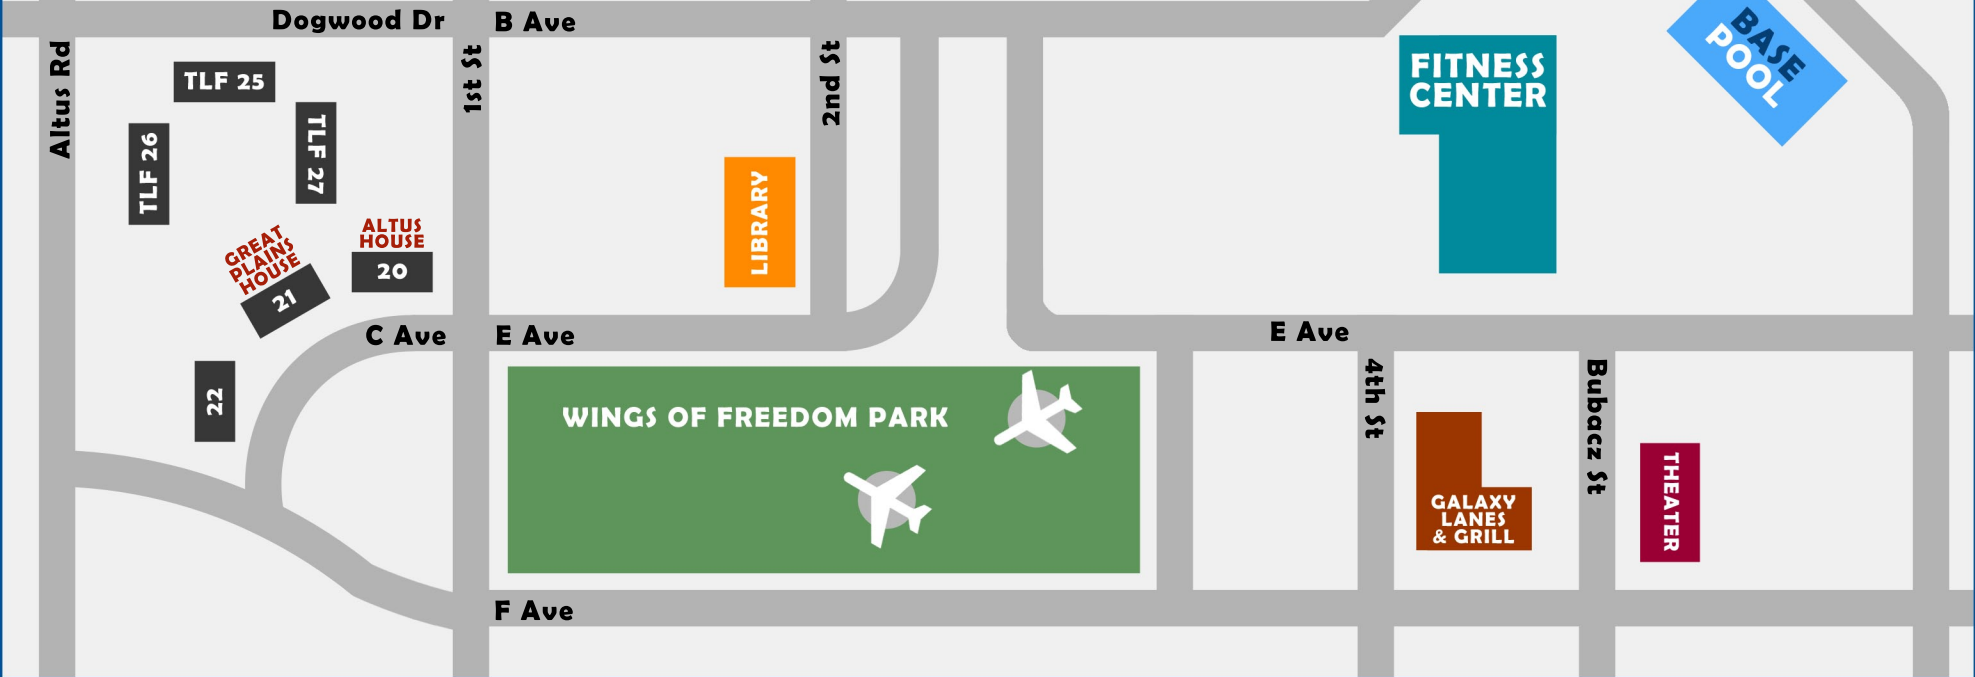 Dogwood Dr
B Ave
Altus Rd
1st St
2nd St
TLF 25
TLF 26
TLF 27
GREAT
PLAINS
HOUSE
21
ALTUS
HOUSE
20
22
LIBRARY
FITNESS
CENTER
BASE
POOL
C Ave
E Ave
E Ave
WINGS OF FREEDOM PARK
4th St
Bubacz St
GALAXY
LANES
& GRILL
THEATER
F Ave